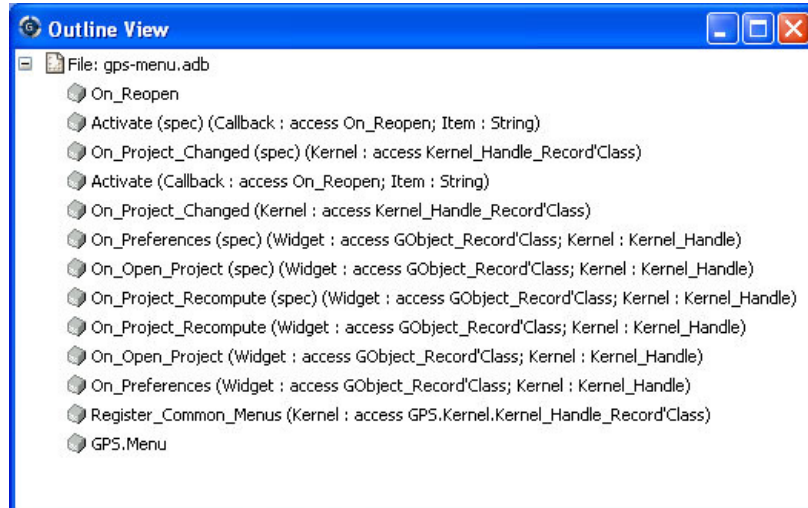 Outline View
File: gps-menu.adb
On_Reopen
Activate (spec) (Callback : access On_Reopen; Item : String)
On_Project_Changed (spec) (Kernel : access Kernel_Handle_Record'Class)
Activate (Callback : access On_Reopen; Item : String)
On_Project_Changed (Kernel : access Kernel_Handle_Record'Class)
On_Preferences (spec) (Widget : access GObject_Record'Class; Kernel : Kernel_Handle)
On_Open_Project (spec) (Widget : access GObject_Record'Class; Kernel : Kernel_Handle)
On_Project_Recompute (spec) (Widget : access GObject_Record'Class; Kernel : Kernel_Handle)
On_Project_Recompute (Widget : access GObject_Record'Class; Kernel : Kernel_Handle)
On_Open_Project (Widget : access GObject_Record'Class; Kernel : Kernel_Handle)
On_Preferences (Widget : access GObject_Record'Class; Kernel : Kernel_Handle)
Register_Common_Menus (Kernel : access GPS.Kernel.Kernel_Handle_Record'Class)
GPS.Menu